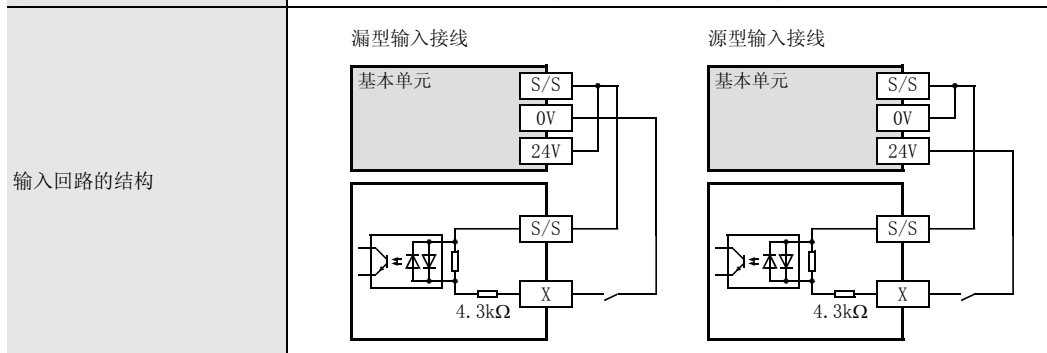 输入回路的结构
漏型输入接线
基本单元
S/S
0V
24V
S/S
X
4.3kΩ
源型输入接线
基本单元
S/S
0V
24V
S/S
X
4.3kΩ